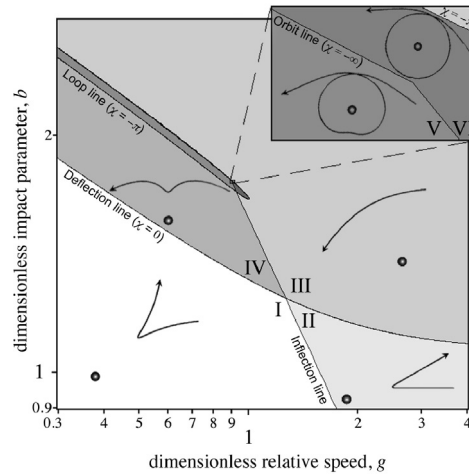 χ = -π
Orbit line (χ = -∞)
V
V
Loop line (χ = -π)
Deflection line (χ = 0)
IV
III
I
II
Inflection line
dimensionless impact parameter, b
2
1
0.9
0.3
4
5
6
7
8
9
1
2
3
4
dimensionless relative speed, g